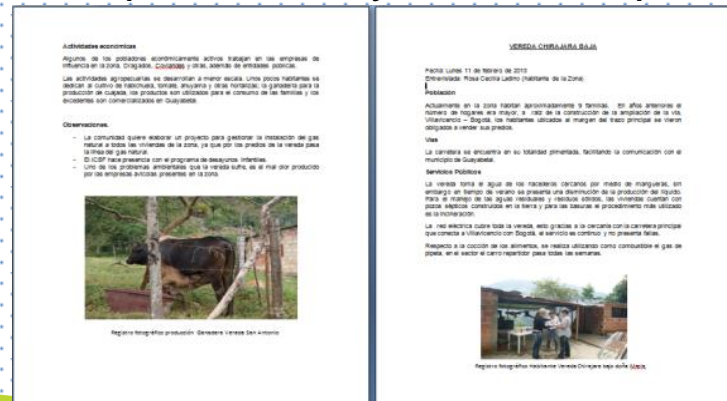 Actividades económicas
Algunos de los pobladores económicamente activos trabajan en las empresas de
influencia en la zona, Dragados, Coviandes y otras, además de entidades públicas.
Las actividades agropecuarias se desarrollan a menor escala. Unos pocos habitantes se
dedican al cultivo de habichuela, tomate, ahuyama y otras hortalizas; la ganadería para la
producción de cuajada, los productos son utilizados para el consumo de las familias y los
excedentes son comercializados en Guayabetal.
Observaciones.
- La comunidad quiere elaborar un proyecto para gestionar la instalación del gas
natural a todos las viviendas de la zona, ya que por los predios de la vereda pasa
la línea del gas natural.
- El ICBF hace presencia con el programa de desayunos infantiles.
- Uno de los problemas ambientales que la vereda sufre, es el mal olor producido
por las empresas avícolas presentes en la zona.
Registro fotográfico producción Ganadera Vereda San Antonio
VEREDA CHIRAJARA BAJA
Fecha: Lunes 11 de febrero de 2013
Entrevistada: Rosa Cecilia Ladino (habitante de la Zona)
Población
Actualmente en la zona habitan aproximadamente 9 familias. En años anteriores el
número de hogares era mayor, a raíz de la construcción de la ampliación de la vía,
Villavicencio – Bogotá, los habitantes ubicados al margen del trazo principal se vieron
obligados a vender sus predios.
Vías
La carretera se encuentra en su totalidad pimentada, facilitando la comunicación con el
municipio de Guayabetal.
Servicios Públicos
La vereda toma el agua de los nacederos cercanos por medio de mangueras, sin
embargo en tiempo de verano se presenta una disminución de la producción del líquido.
Para el manejo de las aguas residuales y residuos sólidos, las viviendas cuentan con
pozos sépticos construidos en la tierra y para las basuras el procedimiento más utilizado
es la incineración.
La red eléctrica cubre toda la vereda, esto gracias a la cercanía con la carretera principal
que conecta a Villavicencio con Bogotá, el servicio es continuo y no presenta fallas.
Respecto a la cocción de los alimentos, se realiza utilizando como combustible el gas de
pipeta, en el sector el carro repartidor pasa todas las semanas.
Registro fotográfico Habitante Vereda Chirajara baja doña